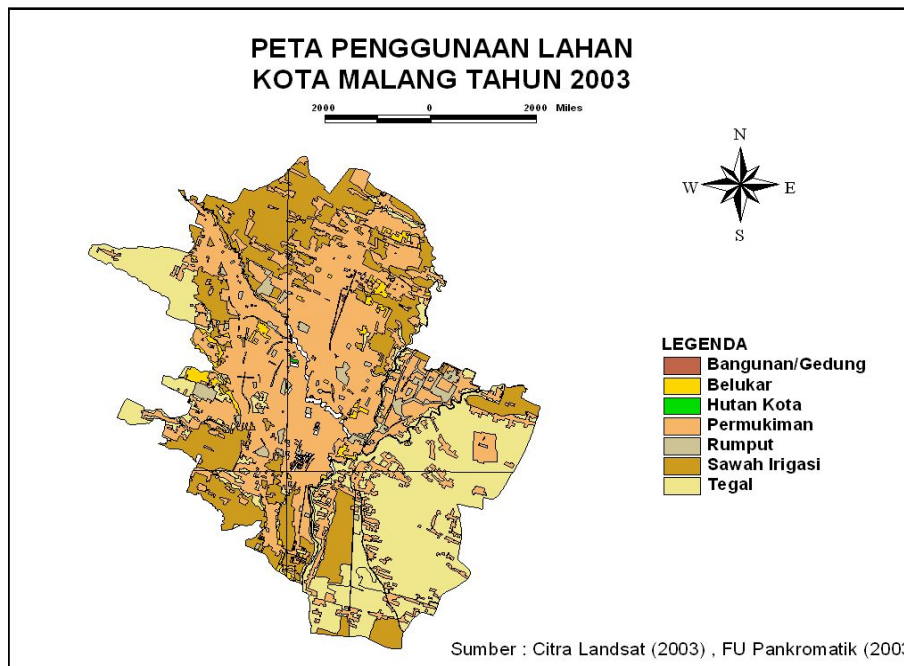 PETA PENGGUNAAN LAHAN
KOTA MALANG TAHUN 2003
2000 0 2000 Miles
N
W E
S
LEGENDA
Bangunan/Gedung
Belukar
Hutan Kota
Permukiman
Rumput
Sawah Irigasi
Tegal
Sumber : Citra Landsat (2003) , FU Pankromatik (2003